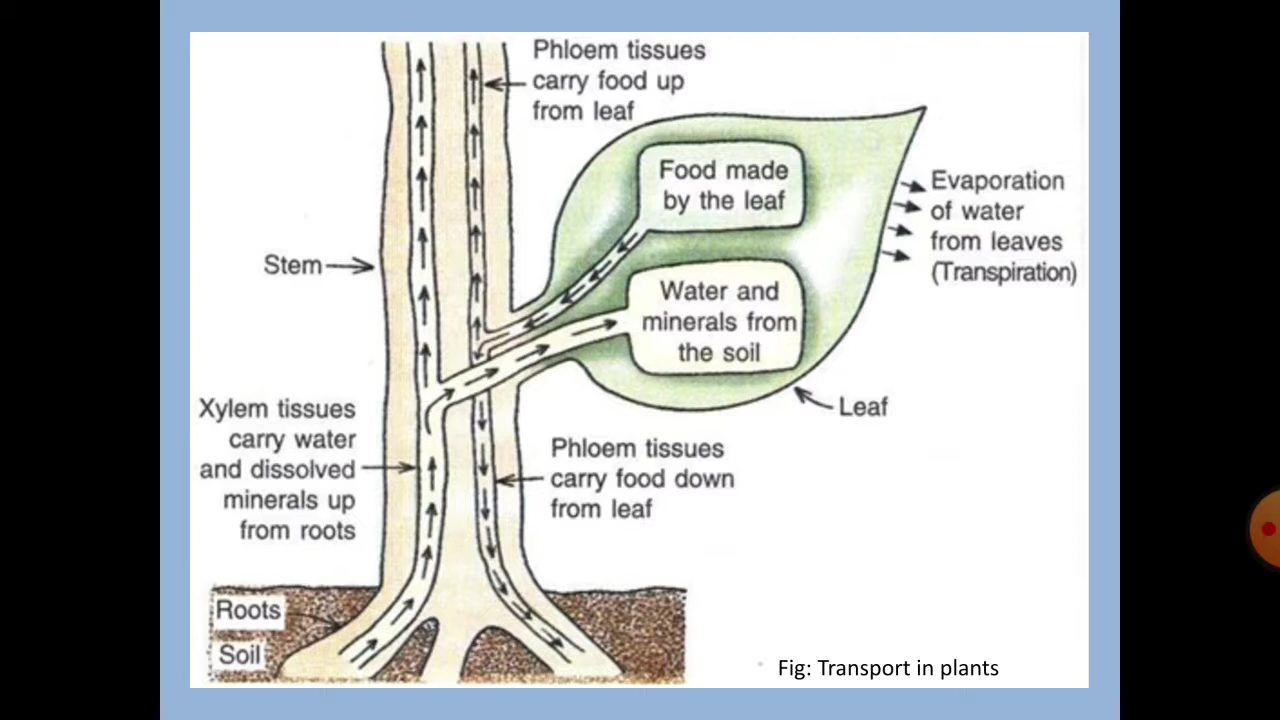 Phloem tissues
carry food up
from leaf
Food made
by the leaf
Evaporation
of water
from leaves
(Transpiration)
Stem
Water and
minerals from
the soil
Leaf
Xylem tissues
carry water
and dissolved
minerals up
from roots
Phloem tissues
carry food down
from leaf
Roots
Soil
Fig: Transport in plants